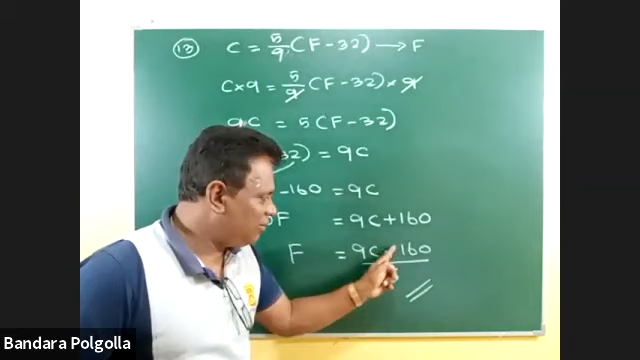 (13) C = 5/9 (F - 32) → F
C × 9 = 5/9 (F - 32) × 9
9C = 5 (F - 32)
32) = 9C
-160 = 9C
F = 9C + 160
F = 9C 160
Bandara Polgolla